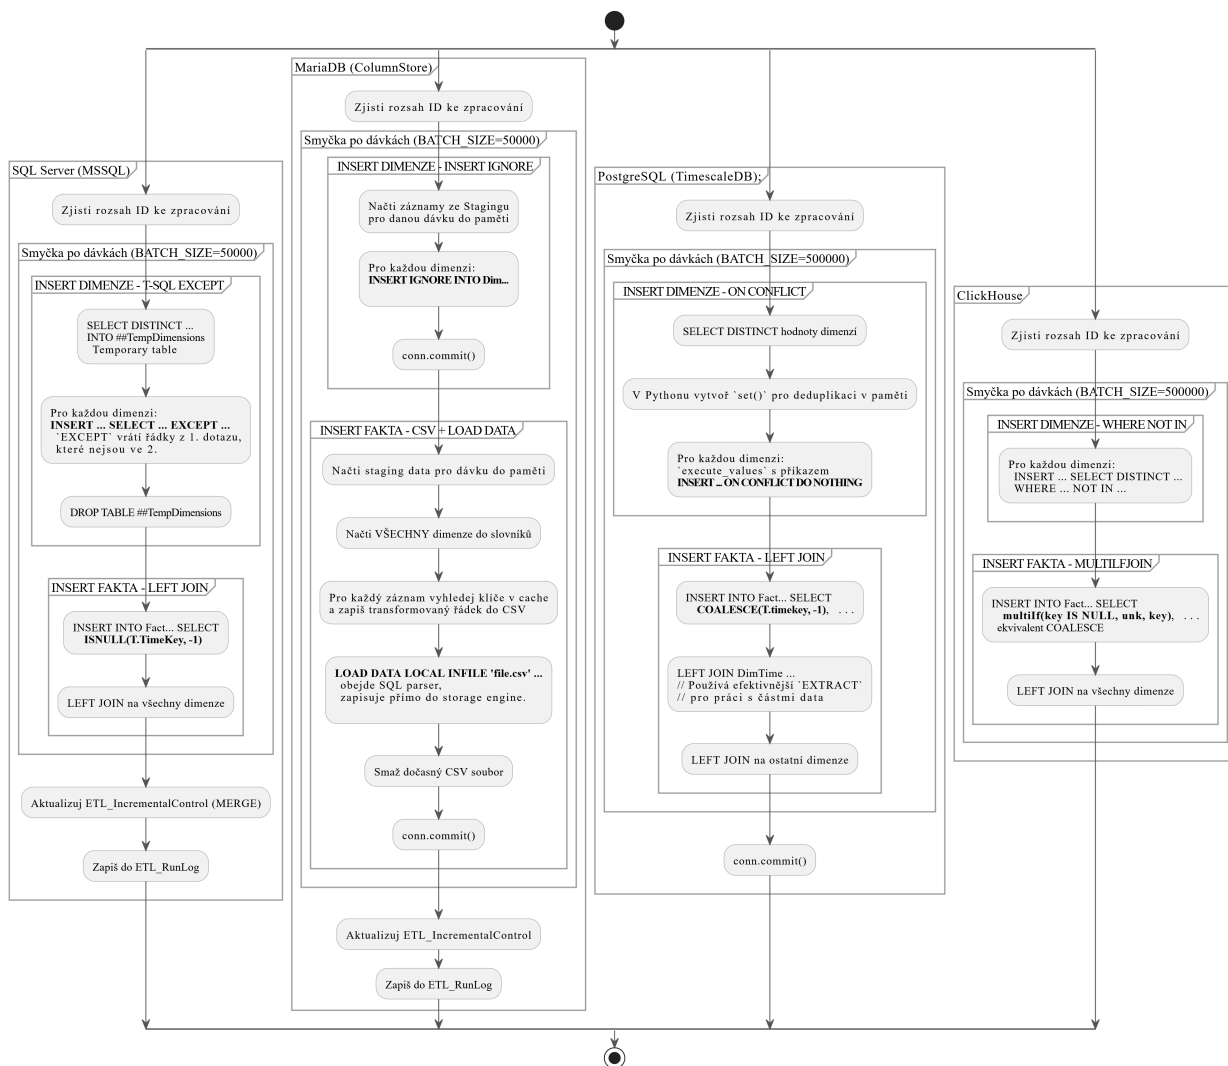 SQL Server (MSSQL)
Zjisti rozsah ID ke zpracování
Smyčka po dávkách (BATCH_SIZE=50000)
INSERT DIMENZE - T-SQL EXCEPT
SELECT DISTINCT ...
INTO ##TempDimensions
Temporary table
Pro každou dimenzi:
INSERT ... SELECT ... EXCEPT ...
`EXCEPT` vrátí řádky z 1. dotazu,
které nejsou ve 2.
DROP TABLE ##TempDimensions
INSERT FAKTA - LEFT JOIN
INSERT INTO Fact... SELECT
ISNULL(T.TimeKey, -1)
LEFT JOIN na všechny dimenze
Aktualizuj ETL_IncrementalControl (MERGE)
Zapiš do ETL_RunLog
MariaDB (ColumnStore)
Zjisti rozsah ID ke zpracování
Smyčka po dávkách (BATCH_SIZE=50000)
INSERT DIMENZE - INSERT IGNORE
Načti záznamy ze Stagingu
pro danou dávku do paměti
Pro každou dimenzi:
INSERT IGNORE INTO Dim...
conn.commit()
INSERT FAKTA - CSV + LOAD DATA
Načti staging data pro dávku do paměti
Načti VŠECHNY dimenze do slovníků
Pro každý záznam vyhledej klíče v cache
a zapiš transformovaný řádek do CSV
LOAD DATA LOCAL INFILE 'file.csv' ...
obejde SQL parser,
zapisuje přímo do storage engine.
Smaž dočasný CSV soubor
conn.commit()
Aktualizuj ETL_IncrementalControl
Zapiš do ETL_RunLog
PostgreSQL (TimescaleDB);
Zjisti rozsah ID ke zpracování
Smyčka po dávkách (BATCH_SIZE=500000)
INSERT DIMENZE - ON CONFLICT
SELECT DISTINCT hodnoty dimenzí
V Pythonu vytvoř `set()` pro deduplikaci v paměti
Pro každou dimenzi:
`execute_values` s příkazem
INSERT ... ON CONFLICT DO NOTHING
INSERT FAKTA - LEFT JOIN
INSERT INTO Fact... SELECT
COALESCE(T.timekey, -1), ...
LEFT JOIN DimTime ...
// Používá efektivnější `EXTRACT`
// pro práci s částmi data
LEFT JOIN na ostatní dimenze
conn.commit()
ClickHouse
Zjisti rozsah ID ke zpracování
Smyčka po dávkách (BATCH_SIZE=500000)
INSERT DIMENZE - WHERE NOT IN
Pro každou dimenzi:
INSERT ... SELECT DISTINCT ...
WHERE ... NOT IN ...
INSERT FAKTA - MULTILFJOIN
INSERT INTO Fact... SELECT
multiIf(key IS NULL, unk, key), ...
ekvivalent COALESCE
LEFT JOIN na všechny dimenze